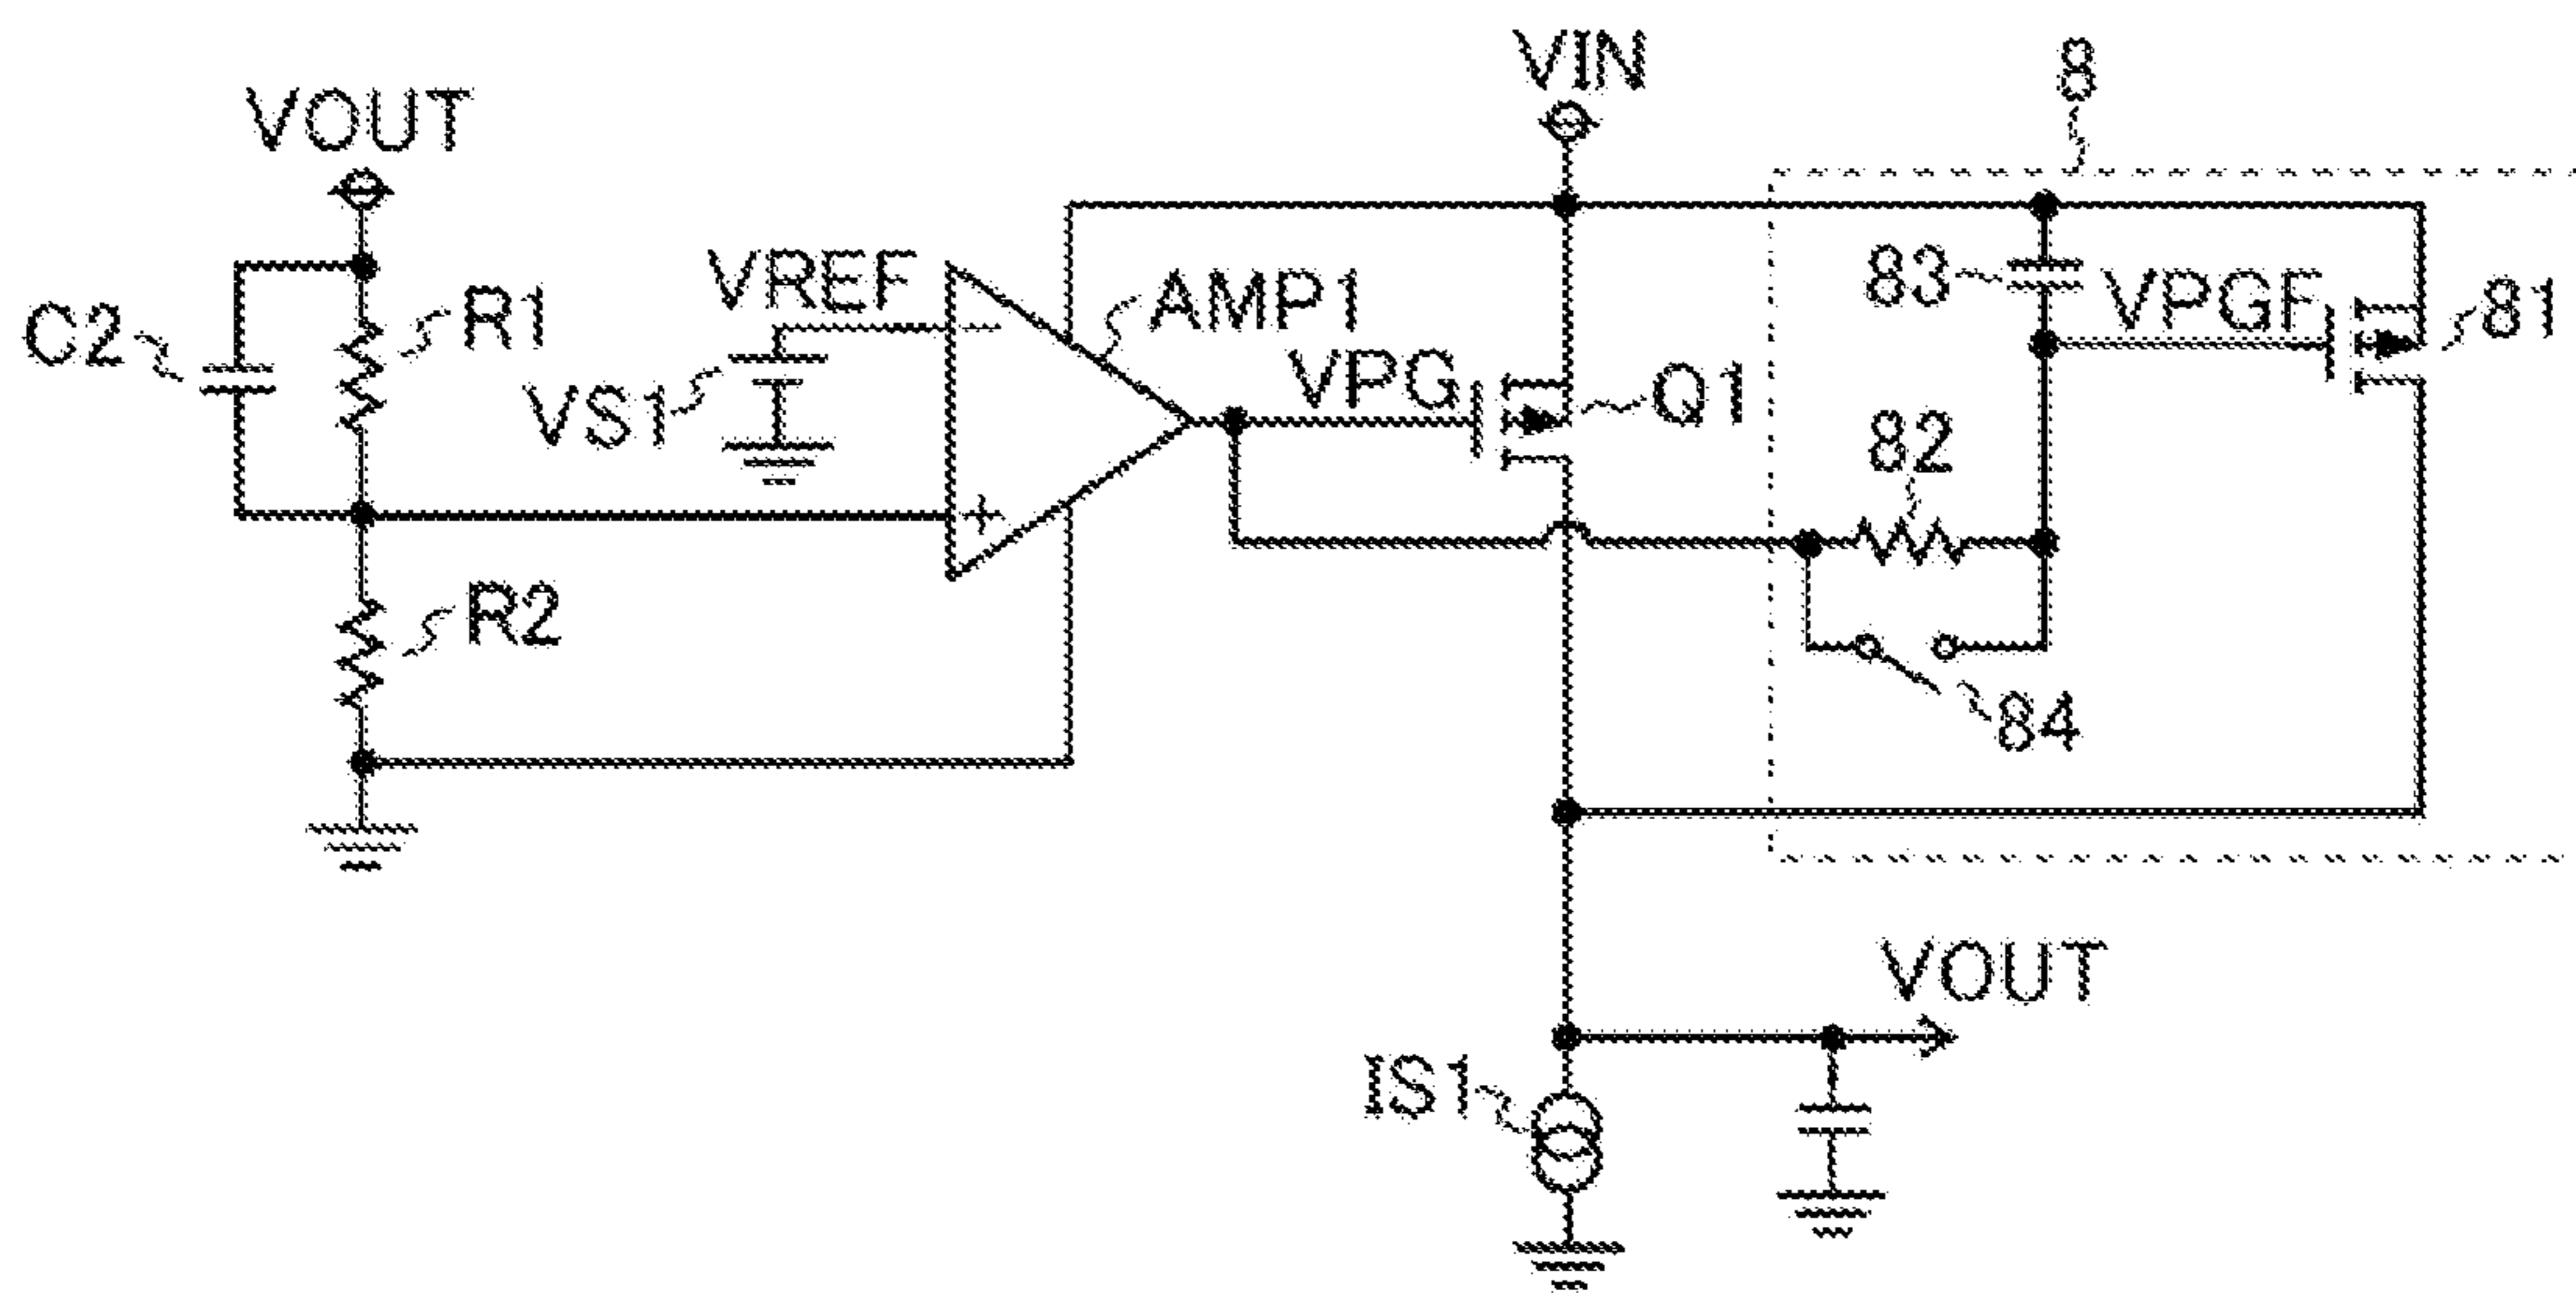 VIN
8
VOUT
VREF
83
VPGF
81
C2
R1
AMP1
VS1
VPG
Q1
82
−
+
R2
84
VOUT
IS1